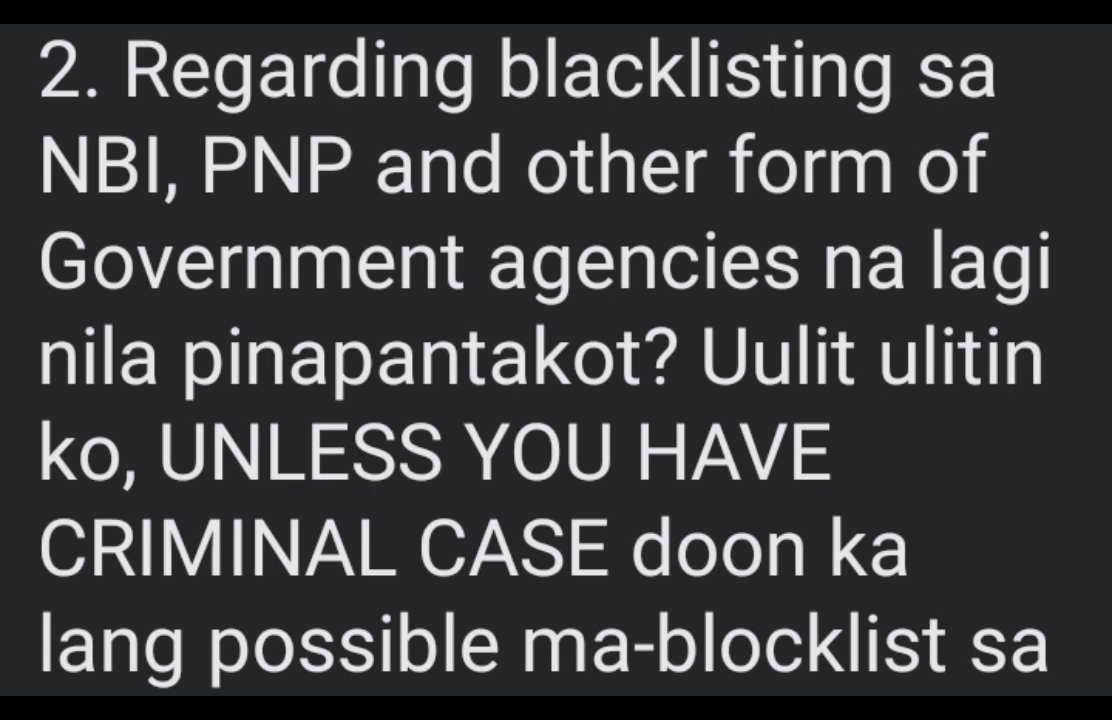 2. Regarding blacklisting sa
NBI, PNP and other form of
Government agencies na lagi
nila pinapantakot? Uulit ulitin
ko, UNLESS YOU HAVE
CRIMINAL CASE doon ka
lang possible ma-blocklist sa